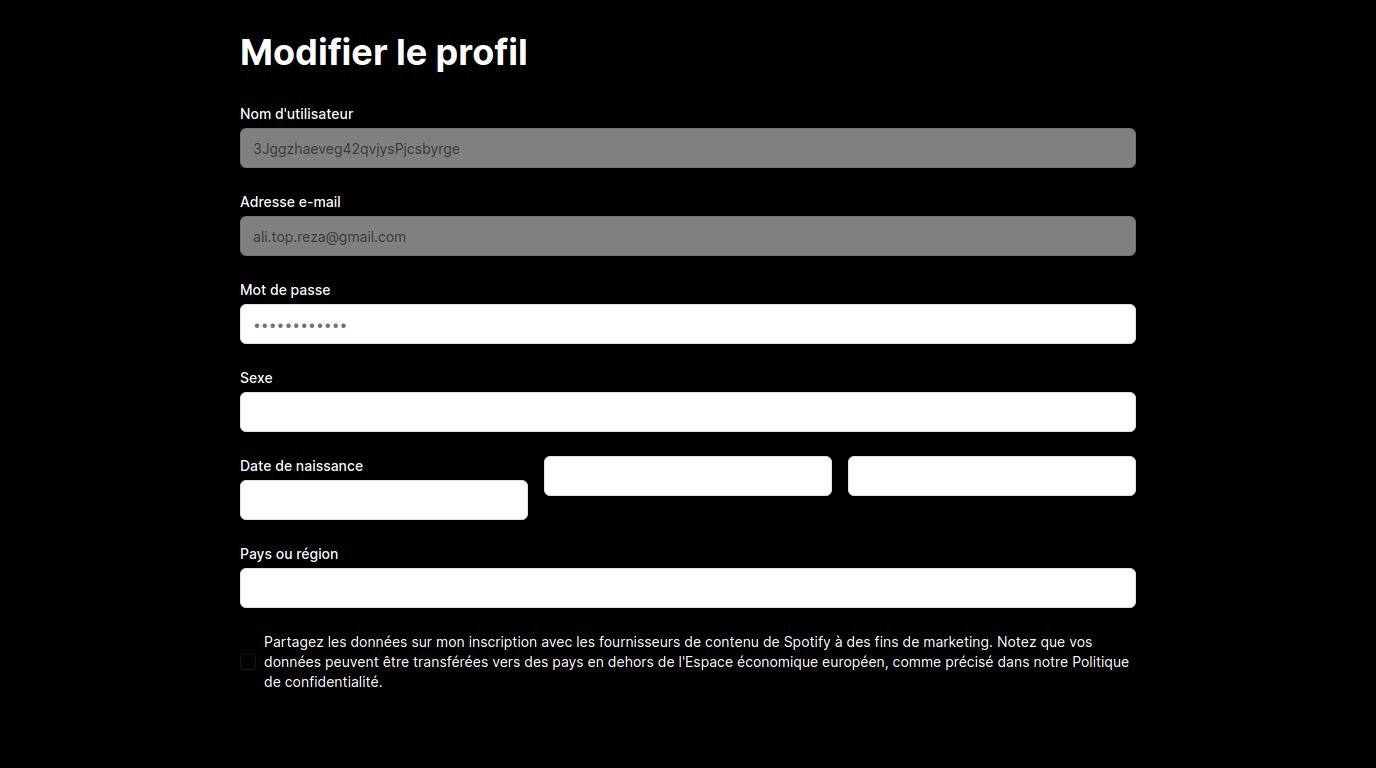 Modifier le profil
Nom d'utilisateur
3Jggzhaeveg42qvjysPjcsbyrge
Adresse e-mail
ali.top.reza@gmail.com
Mot de passe
••••••••••••
Sexe
Date de naissance
Pays ou région
Partagez les données sur mon inscription avec les fournisseurs de contenu de Spotify à des fins de marketing. Notez que vos
données peuvent être transférées vers des pays en dehors de l'Espace économique européen, comme précisé dans notre Politique
de confidentialité.